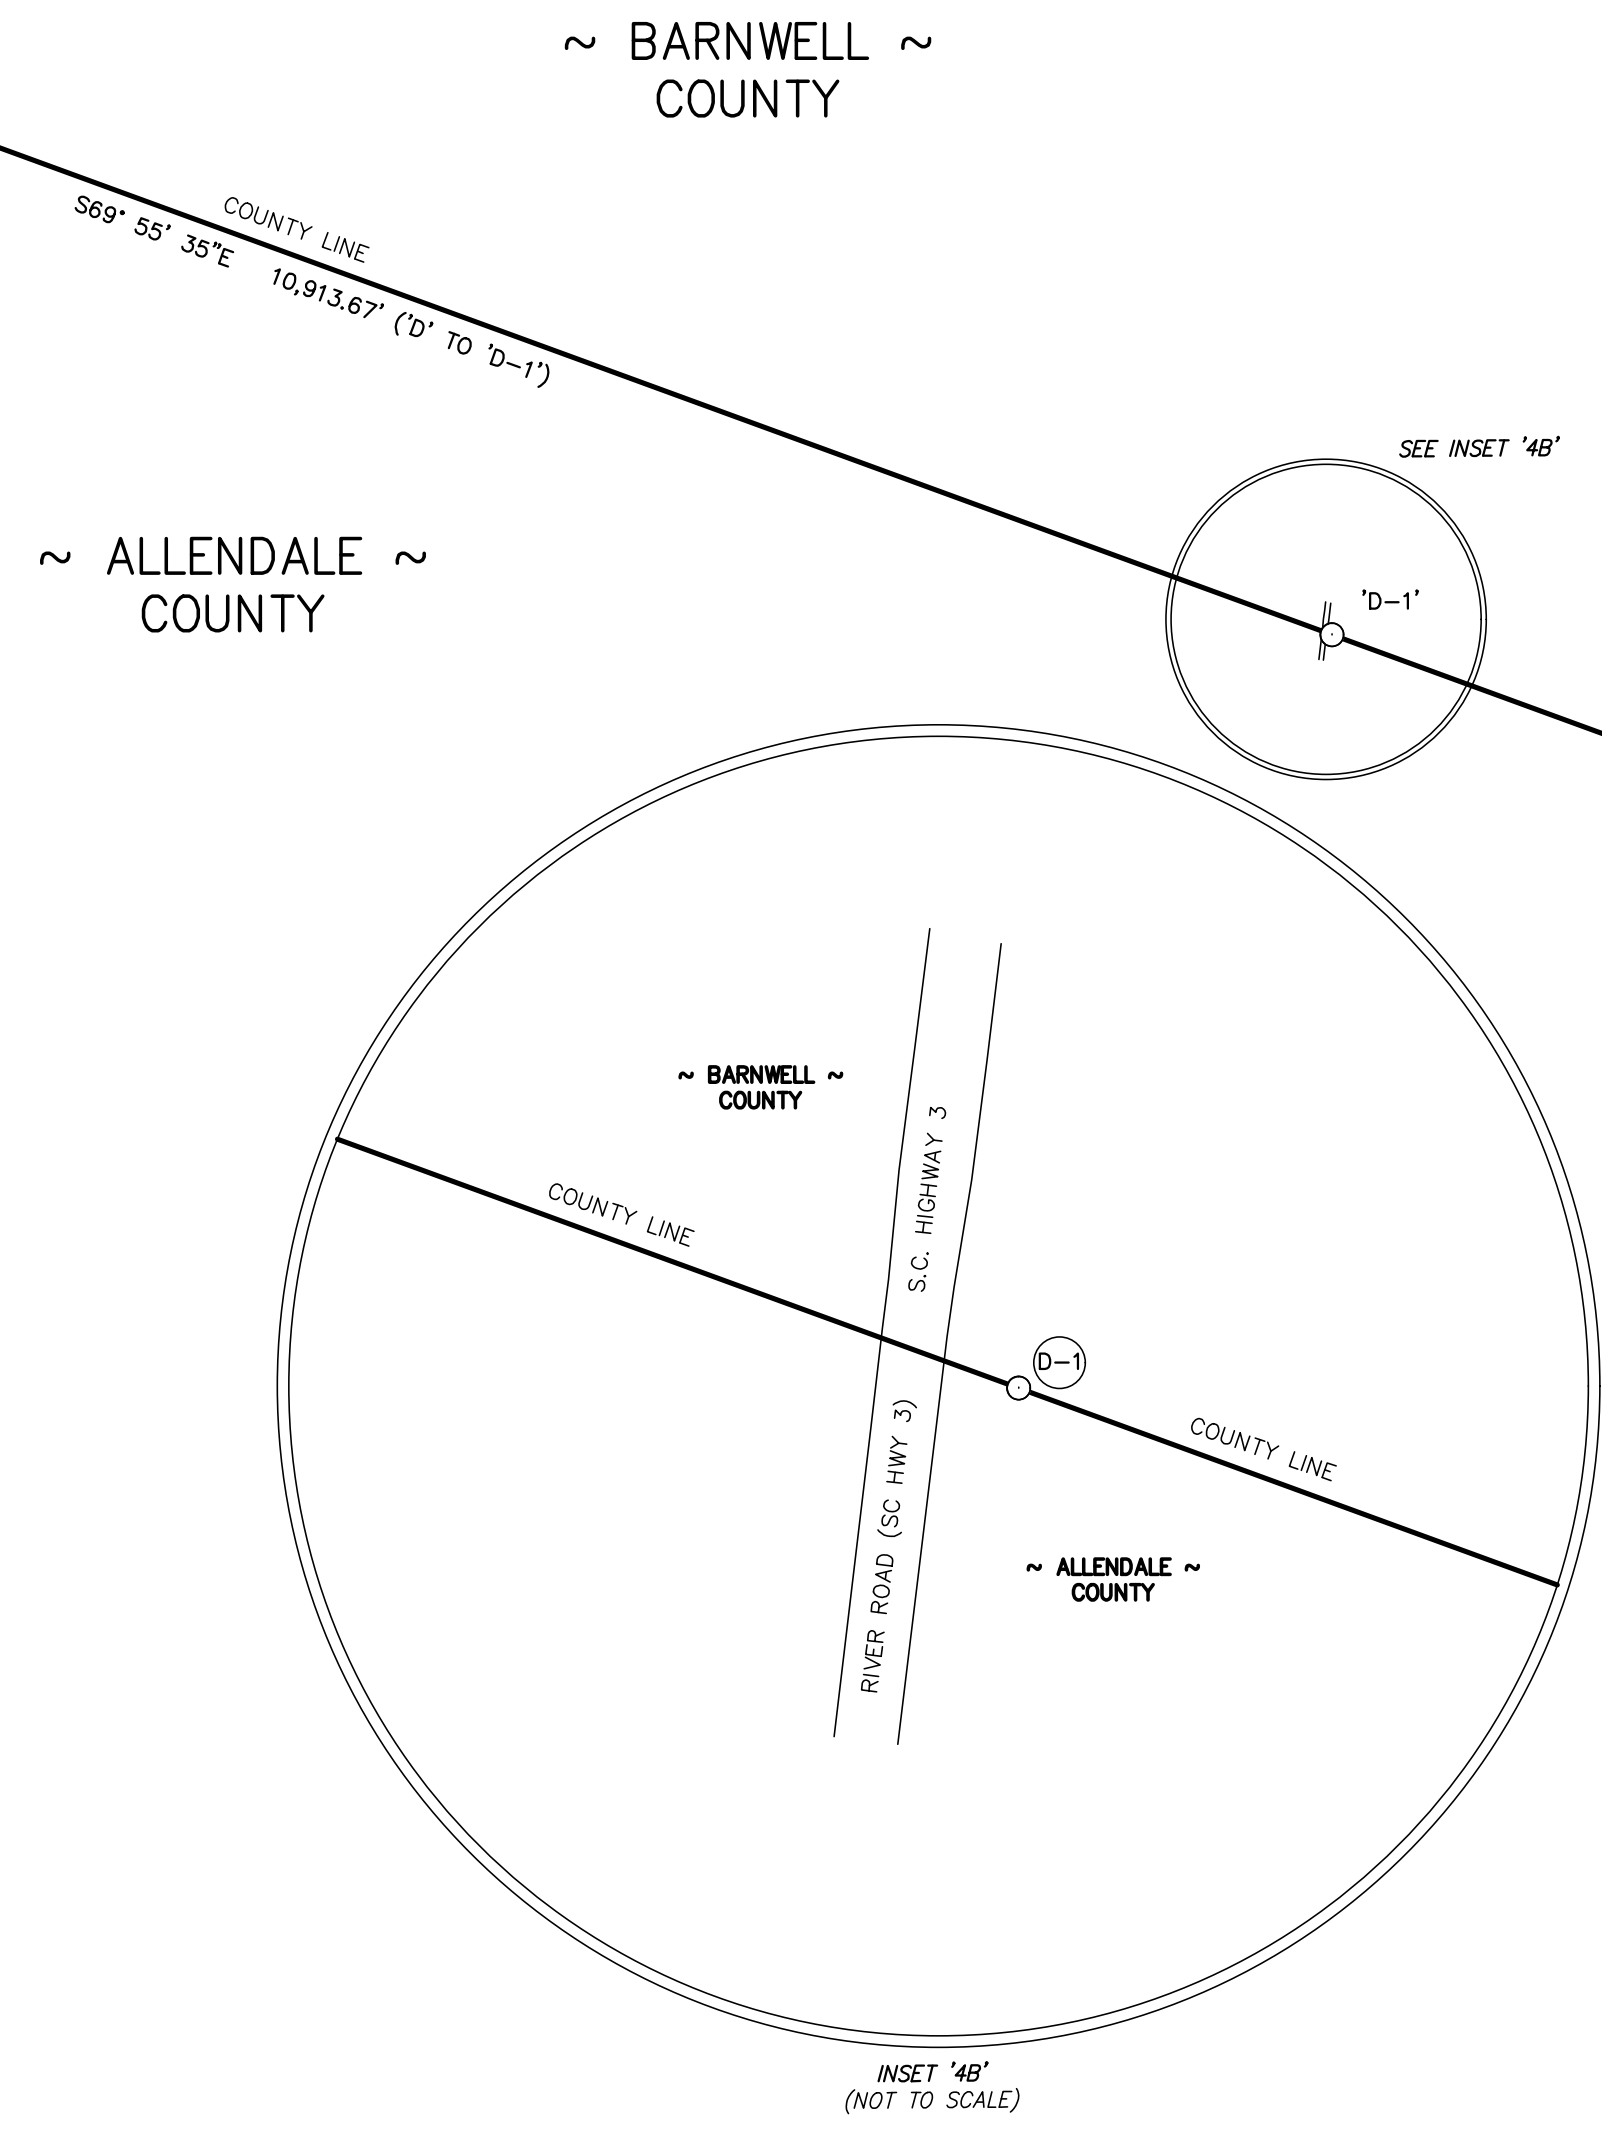 ~ BARNWELL ~
COUNTY
COUNTY LINE
S69° 55' 35"E 10,913.67' ('D' TO 'D-1')
SEE INSET '4B'
~ ALLENDALE ~
COUNTY
'D-1'
~ BARNWELL ~
COUNTY
S.C. HIGHWAY 3
COUNTY LINE
D-1
RIVER ROAD (SC HWY 3)
COUNTY LINE
~ ALLENDALE ~
COUNTY
INSET '4B'
(NOT TO SCALE)